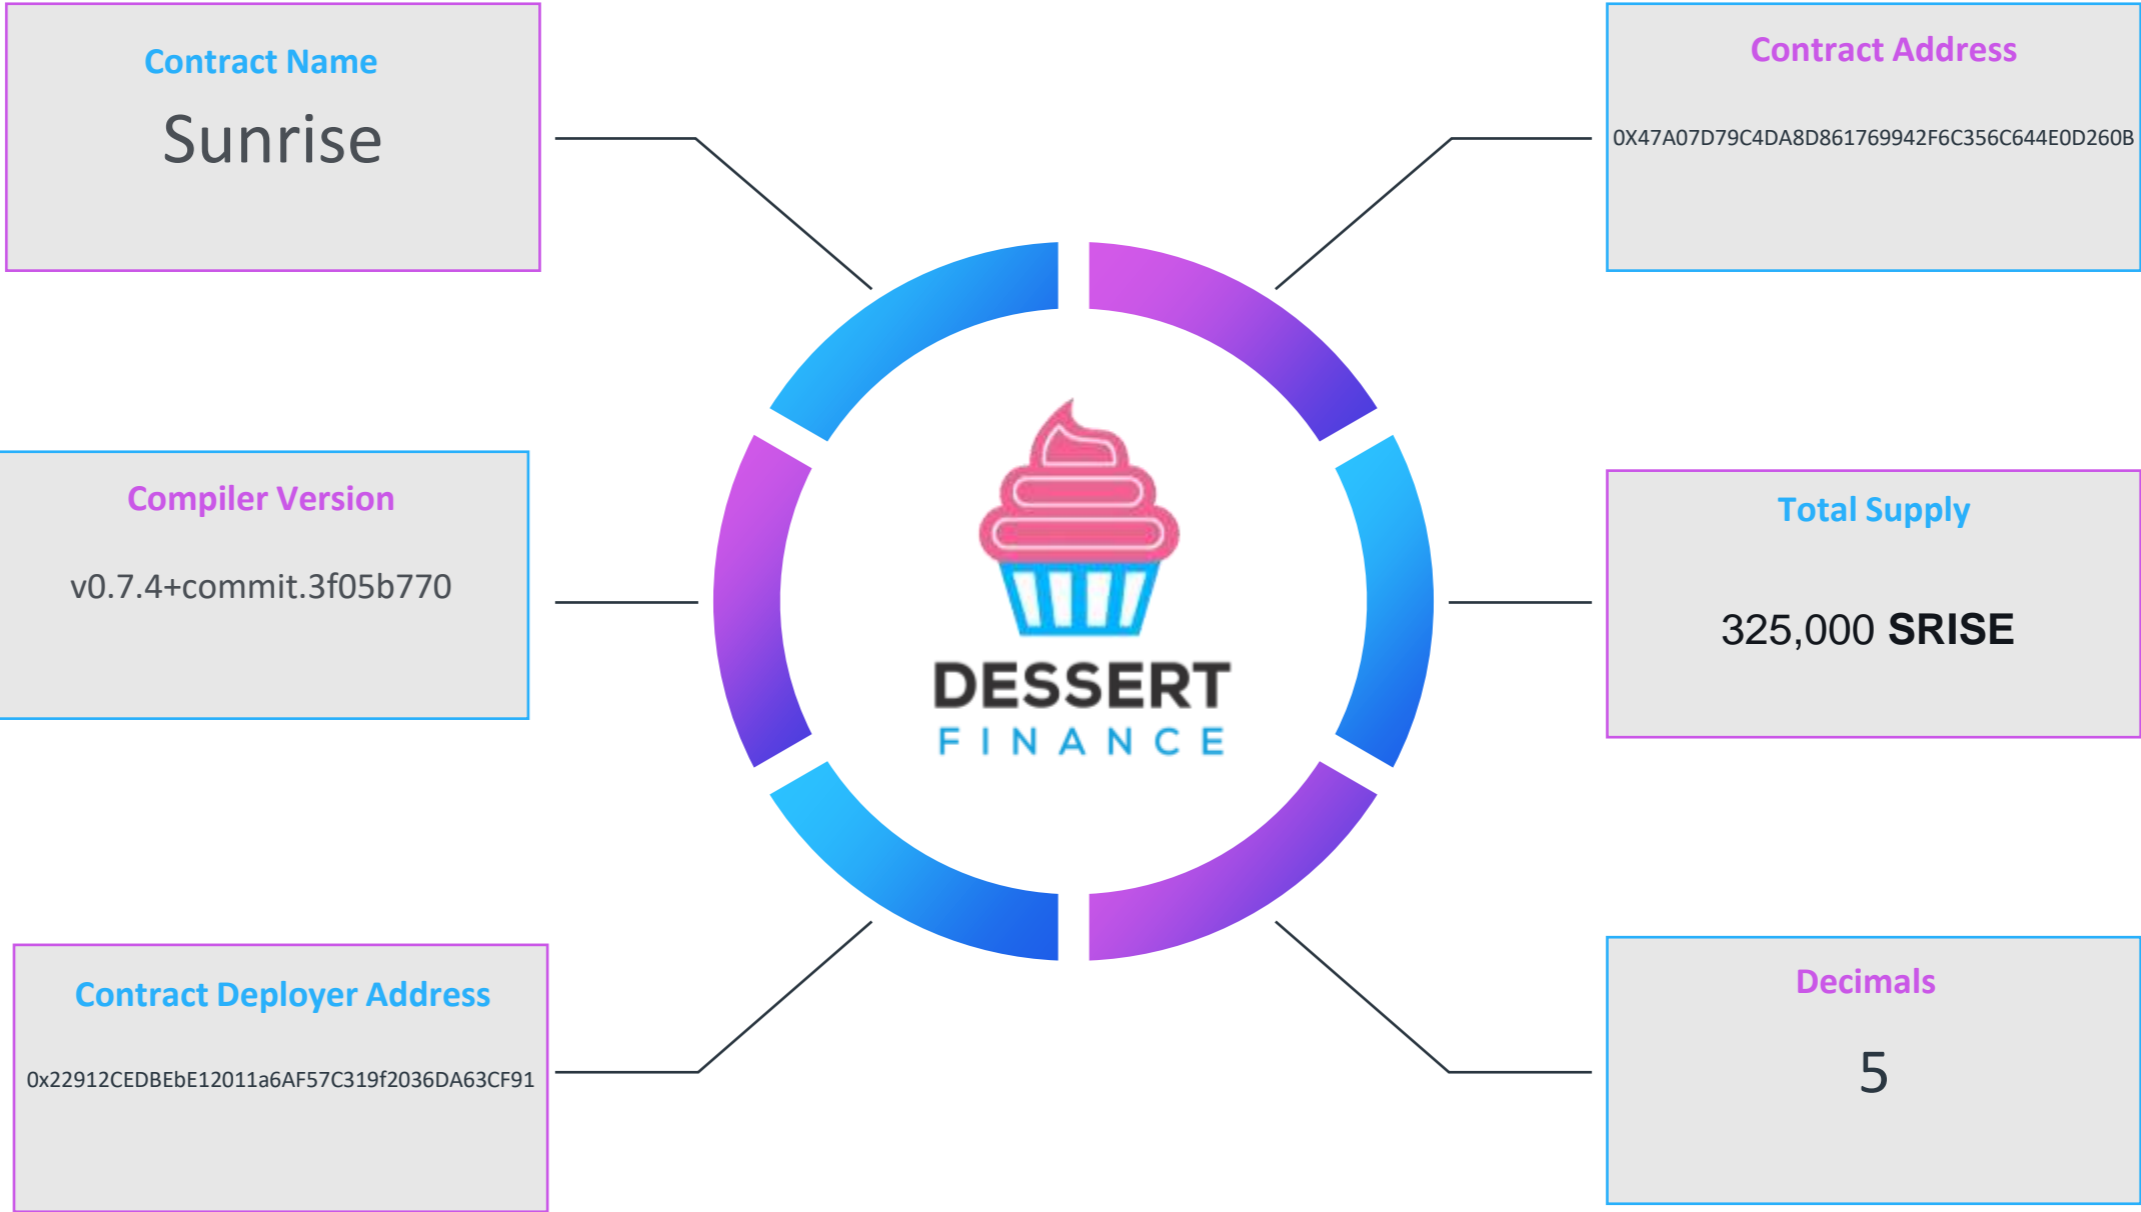 Contract Name
Sunrise
Contract Address
0X47A07D79C4DA8D861769942F6C356C644E0D260B
Compiler Version
v0.7.4+commit.3f05b770
DESSERT
FINANCE
Total Supply
325,000 SRISE
Contract Deployer Address
0x22912CEDBEbE12011a6AF57C319f2036DA63CF91
Decimals
5